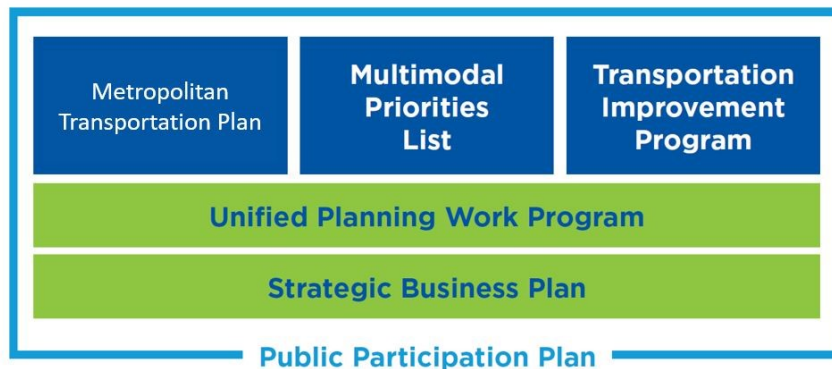 Metropolitan
Transportation Plan
Multimodal
Priorities
List
Transportation
Improvement
Program
Unified Planning Work Program
Strategic Business Plan
Public Participation Plan